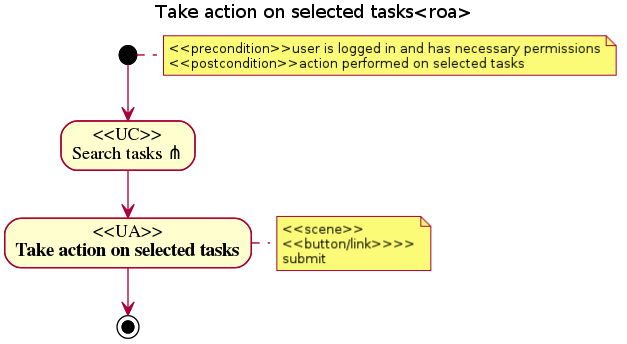 Take action on selected tasks<roa>
<<precondition>>user is logged in and has necessary permissions
<<postcondition>>action performed on selected tasks
<<UC>>
Search tasks ⋔
<<UA>>
Take action on selected tasks
<<scene>>
<<button/link>>>>
submit